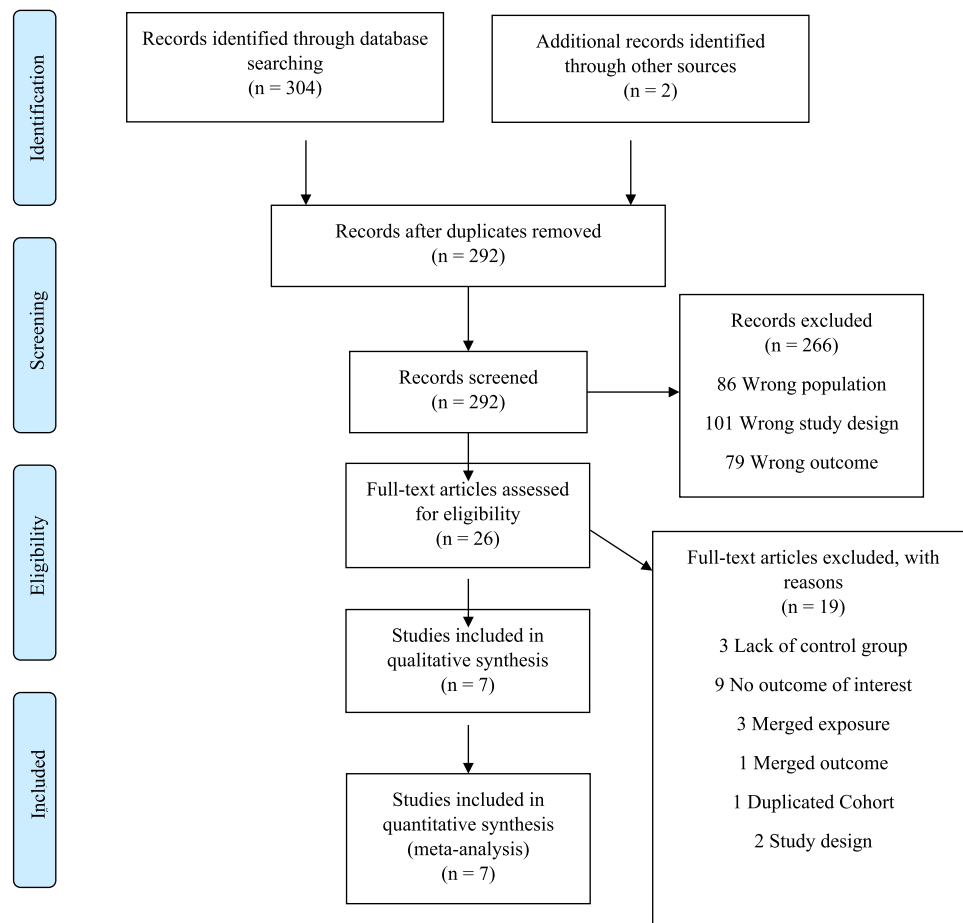 Identification
Records identified through database
searching
(n = 304)
Additional records identified
through other sources
(n = 2)
Records after duplicates removed
(n = 292)
Screening
Records screened
(n = 292)
Records excluded
(n = 266)
86 Wrong population
101 Wrong study design
79 Wrong outcome
Eligibility
Full-text articles assessed
for eligibility
(n = 26)
Full-text articles excluded, with
reasons
(n = 19)
3 Lack of control group
9 No outcome of interest
3 Merged exposure
1 Merged outcome
1 Duplicated Cohort
2 Study design
Studies included in
qualitative synthesis
(n = 7)
Included
Studies included in
quantitative synthesis
(meta-analysis)
(n = 7)